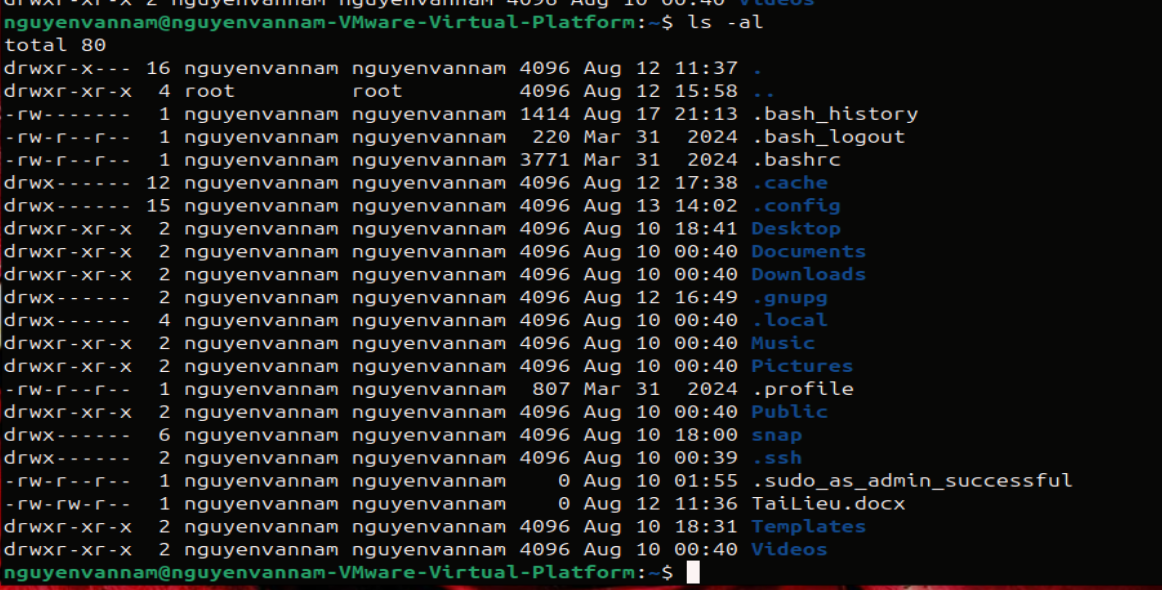 drwxr-xr-x 2 nguyenvannam nguyenvannam 4096 Aug 10 00:40 Videos
nguyenvannam@nguyenvannam-VMware-Virtual-Platform:~$ ls -al
total 80
drwxr-x--- 16 nguyenvannam nguyenvannam 4096 Aug 12 11:37 .
drwxr-xr-x  4 root         root         4096 Aug 12 15:58 ..
-rw-------  1 nguyenvannam nguyenvannam 1414 Aug 17 21:13 .bash_history
-rw-r--r--  1 nguyenvannam nguyenvannam  220 Mar 31  2024 .bash_logout
-rw-r--r--  1 nguyenvannam nguyenvannam 3771 Mar 31  2024 .bashrc
drwx------ 12 nguyenvannam nguyenvannam 4096 Aug 12 17:38 .cache
drwx------ 15 nguyenvannam nguyenvannam 4096 Aug 13 14:02 .config
drwxr-xr-x  2 nguyenvannam nguyenvannam 4096 Aug 10 18:41 Desktop
drwxr-xr-x  2 nguyenvannam nguyenvannam 4096 Aug 10 00:40 Documents
drwxr-xr-x  2 nguyenvannam nguyenvannam 4096 Aug 10 00:40 Downloads
drwx------  2 nguyenvannam nguyenvannam 4096 Aug 12 16:49 .gnupg
drwx------  4 nguyenvannam nguyenvannam 4096 Aug 10 00:40 .local
drwxr-xr-x  2 nguyenvannam nguyenvannam 4096 Aug 10 00:40 Music
drwxr-xr-x  2 nguyenvannam nguyenvannam 4096 Aug 10 00:40 Pictures
-rw-r--r--  1 nguyenvannam nguyenvannam  807 Mar 31  2024 .profile
drwxr-xr-x  2 nguyenvannam nguyenvannam 4096 Aug 10 00:40 Public
drwx------  6 nguyenvannam nguyenvannam 4096 Aug 10 18:00 snap
drwx------  2 nguyenvannam nguyenvannam 4096 Aug 10 00:39 .ssh
-rw-r--r--  1 nguyenvannam nguyenvannam    0 Aug 10 01:55 .sudo_as_admin_successful
-rw-rw-r--  1 nguyenvannam nguyenvannam    0 Aug 12 11:36 TaiLieu.docx
drwxr-xr-x  2 nguyenvannam nguyenvannam 4096 Aug 10 18:31 Templates
drwxr-xr-x  2 nguyenvannam nguyenvannam 4096 Aug 10 00:40 Videos
nguyenvannam@nguyenvannam-VMware-Virtual-Platform:~$